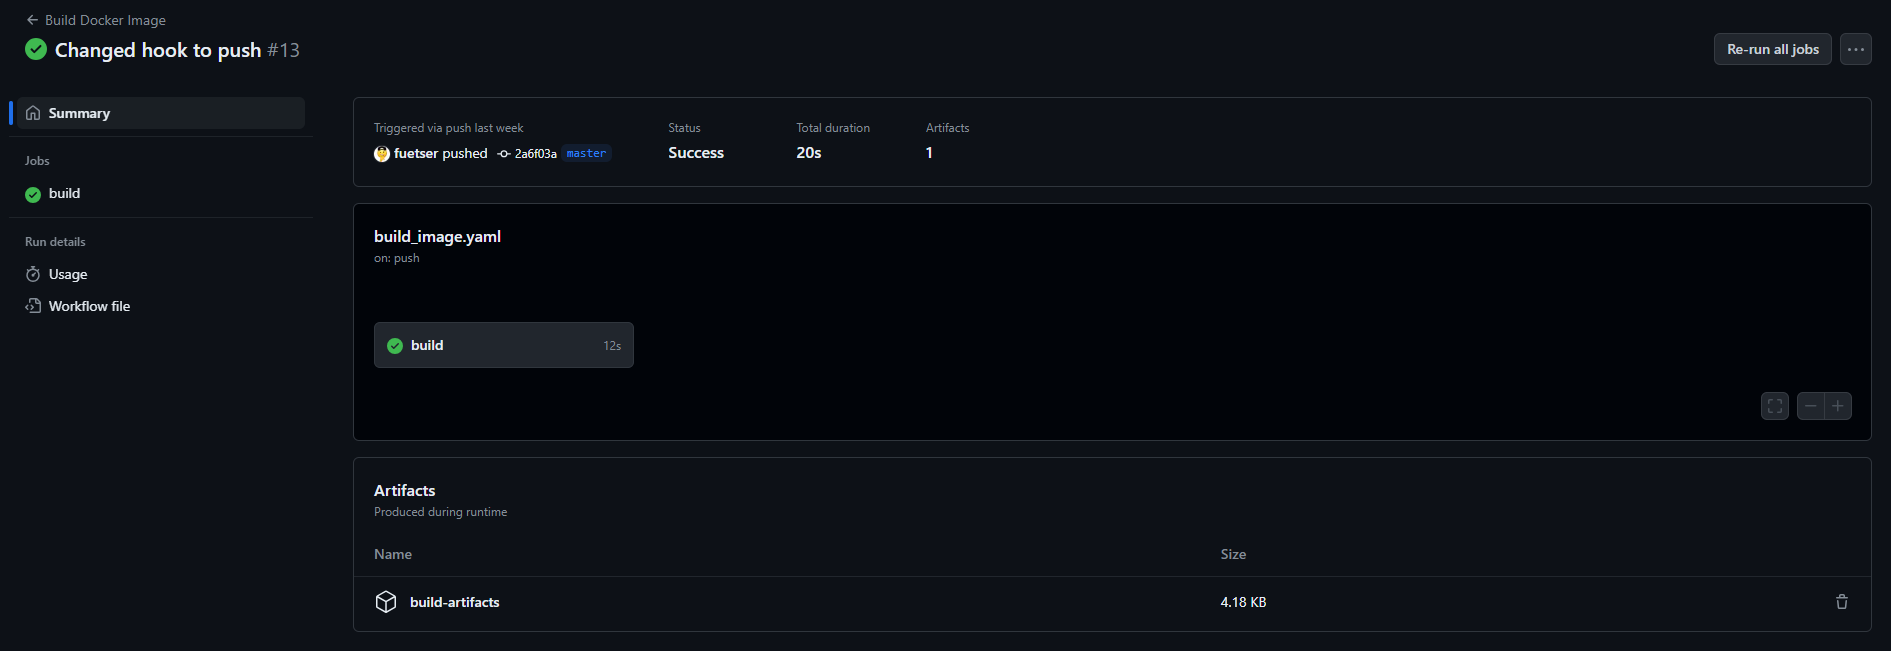 Build Docker Image
Changed hook to push #13
Re-run all jobs
Summary
Jobs
build
Run details
Usage
Workflow file
Triggered via push last week
fuetser pushed 2a6f03a master
Status
Success
Total duration
20s
Artifacts
1
build_image.yaml
on: push
build 12s
Artifacts
Produced during runtime
Name Size
build-artifacts 4.18 KB